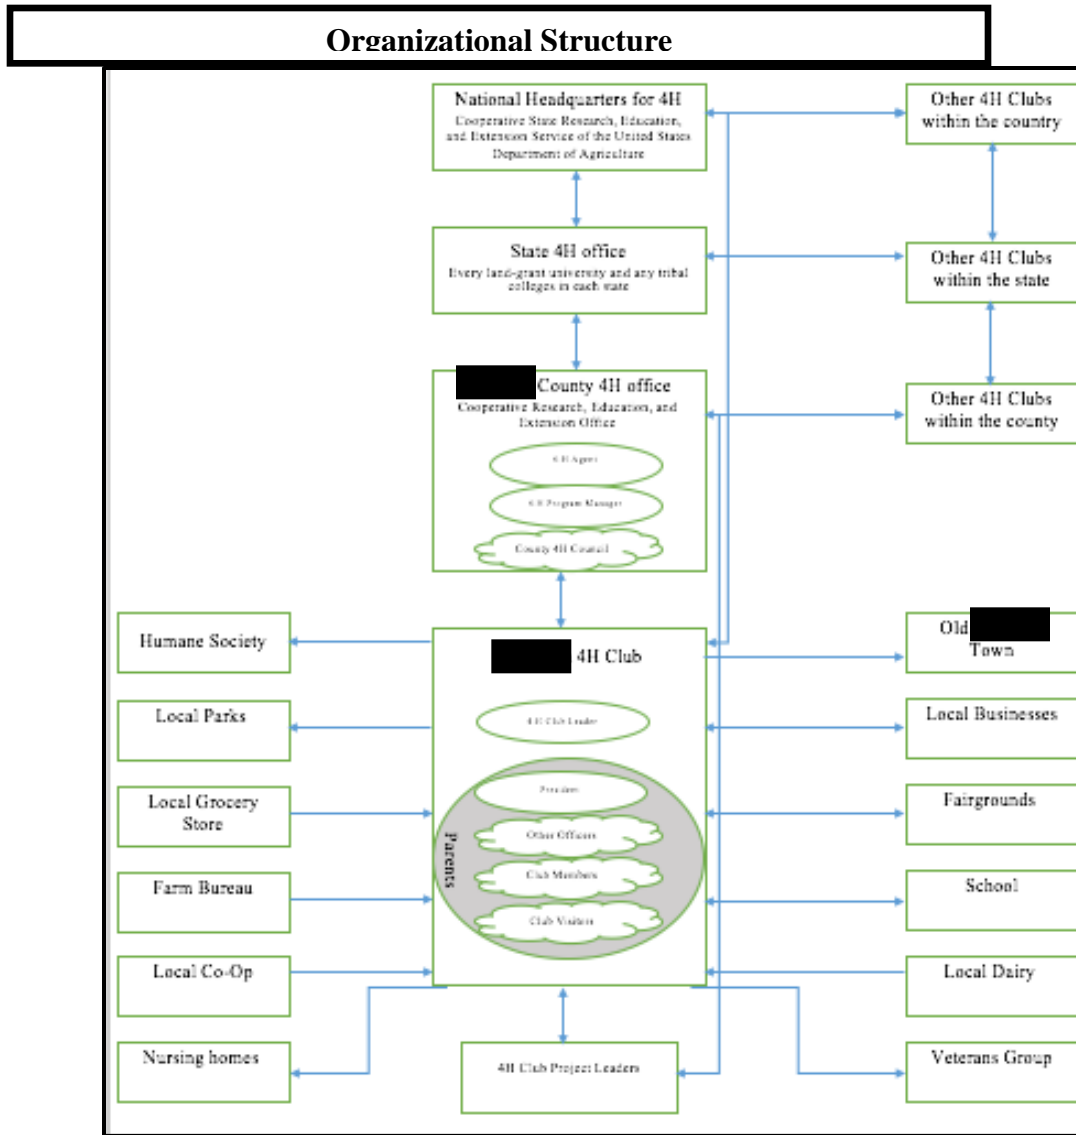 Organizational Structure
National Headquarters for 4H
Cooperative State Research, Education,
and Extension Service of the United States
Department of Agriculture
Other 4H Clubs
within the country
State 4H office
Every land-grant university and any tribal
colleges in each state
Other 4H Clubs
within the state
County 4H office
Cooperative Research, Education, and
Extension Office
4H Agent
4H Program Manager
County 4H Council
Other 4H Clubs
within the county
Humane Society
Local Parks
Local Grocery
Store
Farm Bureau
Local Co-Op
Nursing homes
4H Club
4H Club Leader
Parents
President
Other Officers
Club Members
Club Visitors
4H Club Project Leaders
Old
Town
Local Businesses
Fairgrounds
School
Local Dairy
Veterans Group